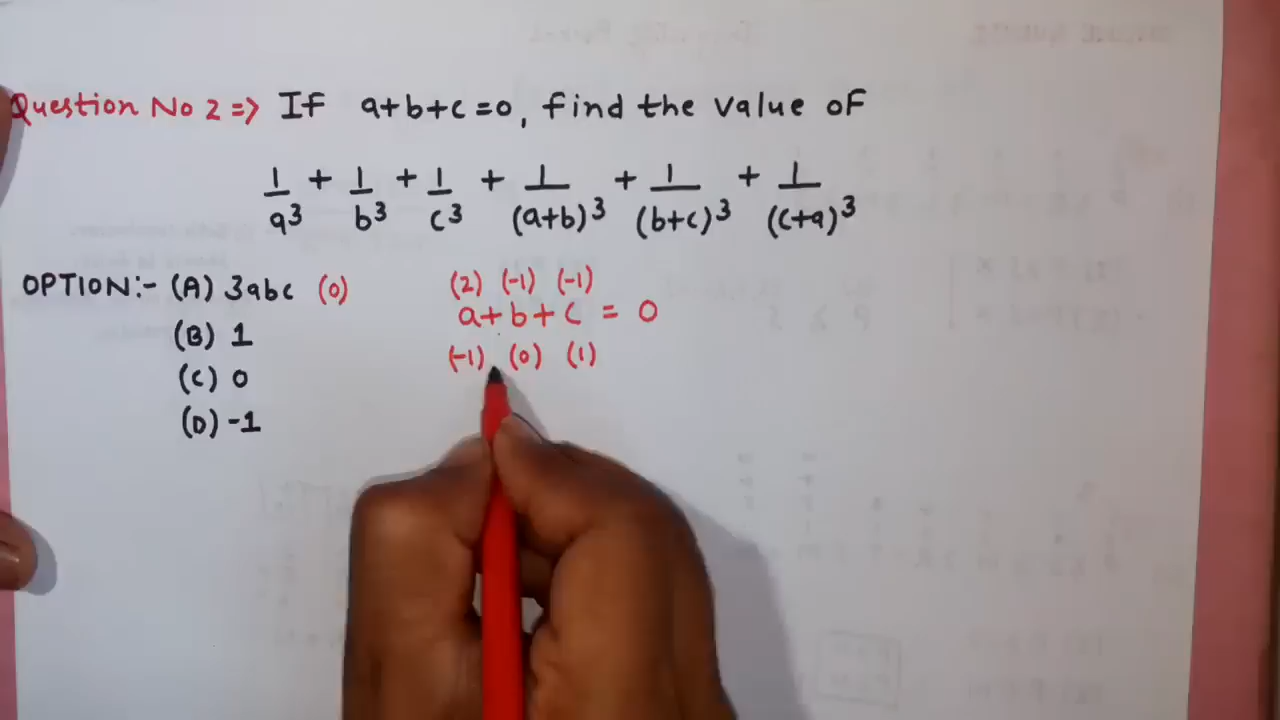 Question No 2 => If a+b+c=0, find the value of
1/a³ + 1/b³ + 1/c³ + 1/(a+b)³ + 1/(b+c)³ + 1/(c+a)³
OPTION:- (A) 3abc (0)
(B) 1
(C) 0
(D) -1
(2) (-1) (-1)
a+b+c = 0
(-1) (0) (1)